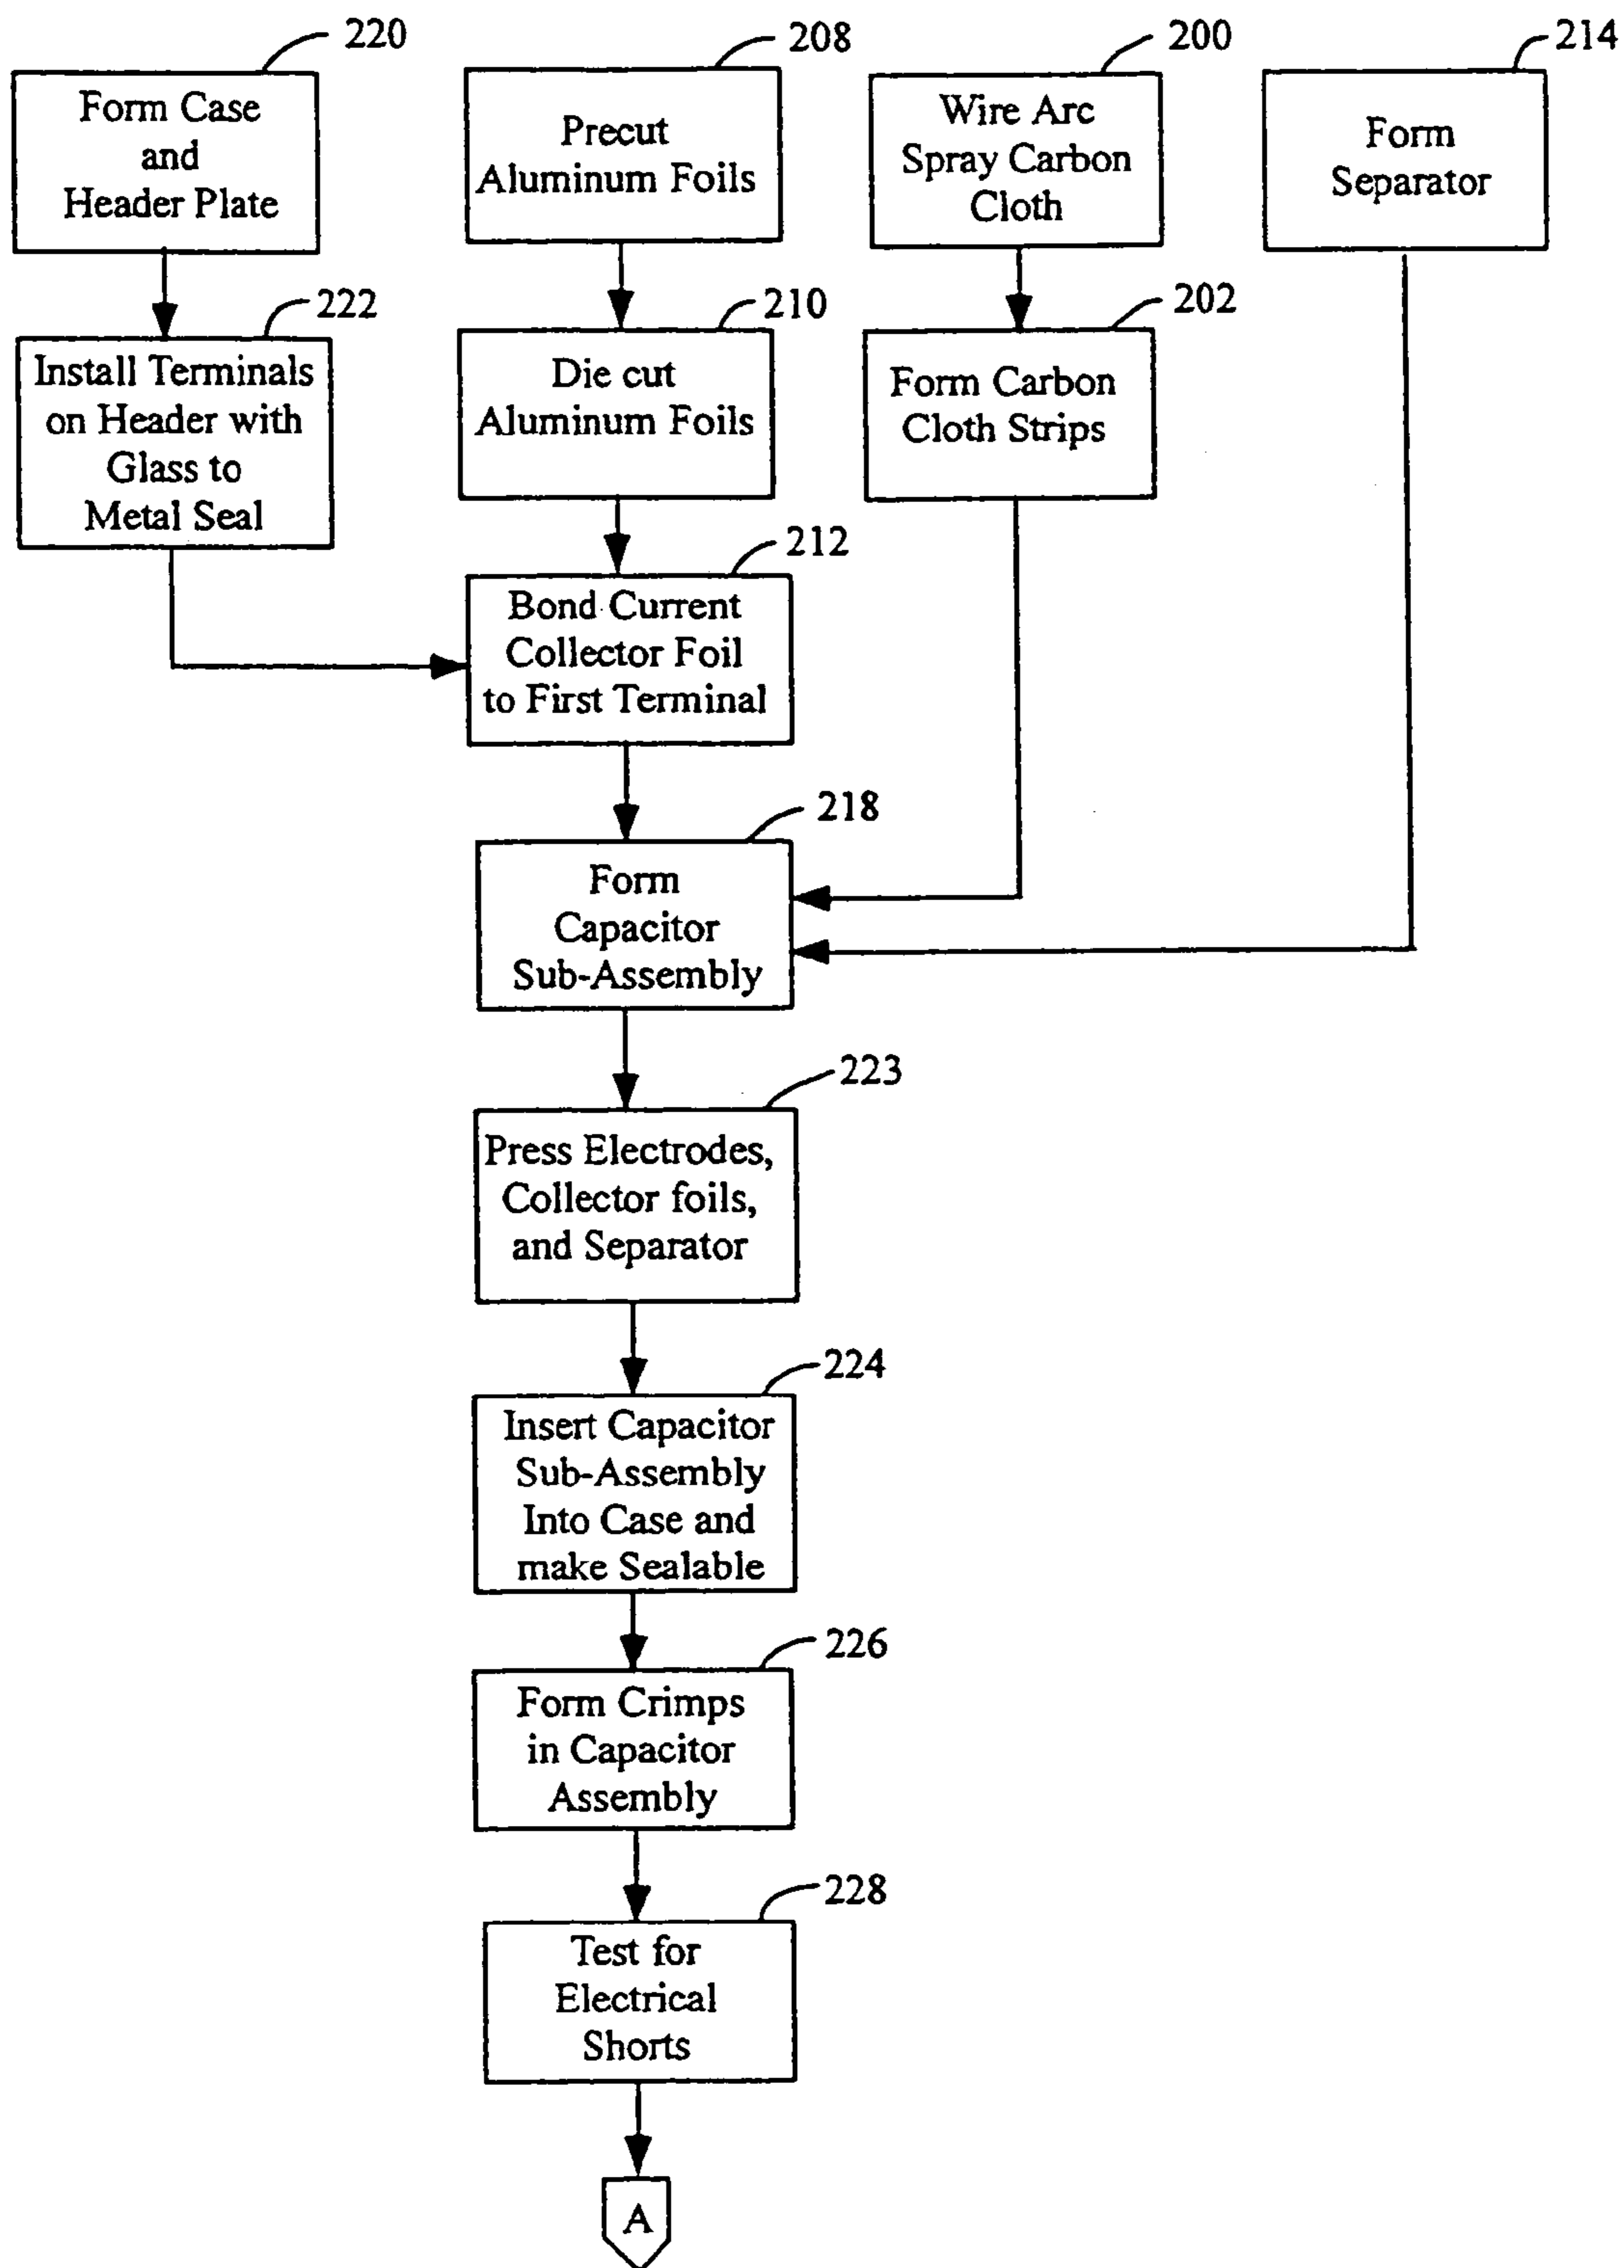 220
Form Case
and
Header Plate
208
Precut
Aluminum Foils
200
Wire Arc
Spray Carbon
Cloth
214
Form
Separator
222
Install Terminals
on Header with
Glass to
Metal Seal
210
Die cut
Aluminum Foils
202
Form Carbon
Cloth Strips
212
Bond Current
Collector Foil
to First Terminal
218
Form
Capacitor
Sub-Assembly
223
Press Electrodes,
Collector foils,
and Separator
224
Insert Capacitor
Sub-Assembly
Into Case and
make Sealable
226
Form Crimps
in Capacitor
Assembly
228
Test for
Electrical
Shorts
A